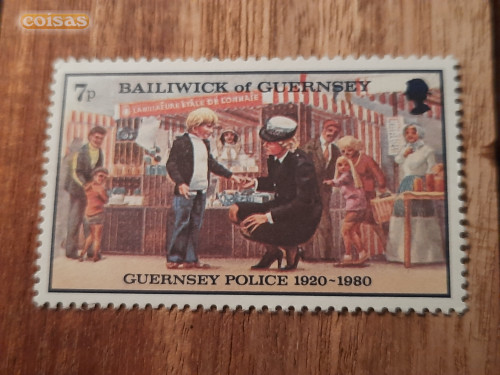 coisas
7p
BAILIWICK of GUERNSEY
GUERNSEY POLICE 1920~1980